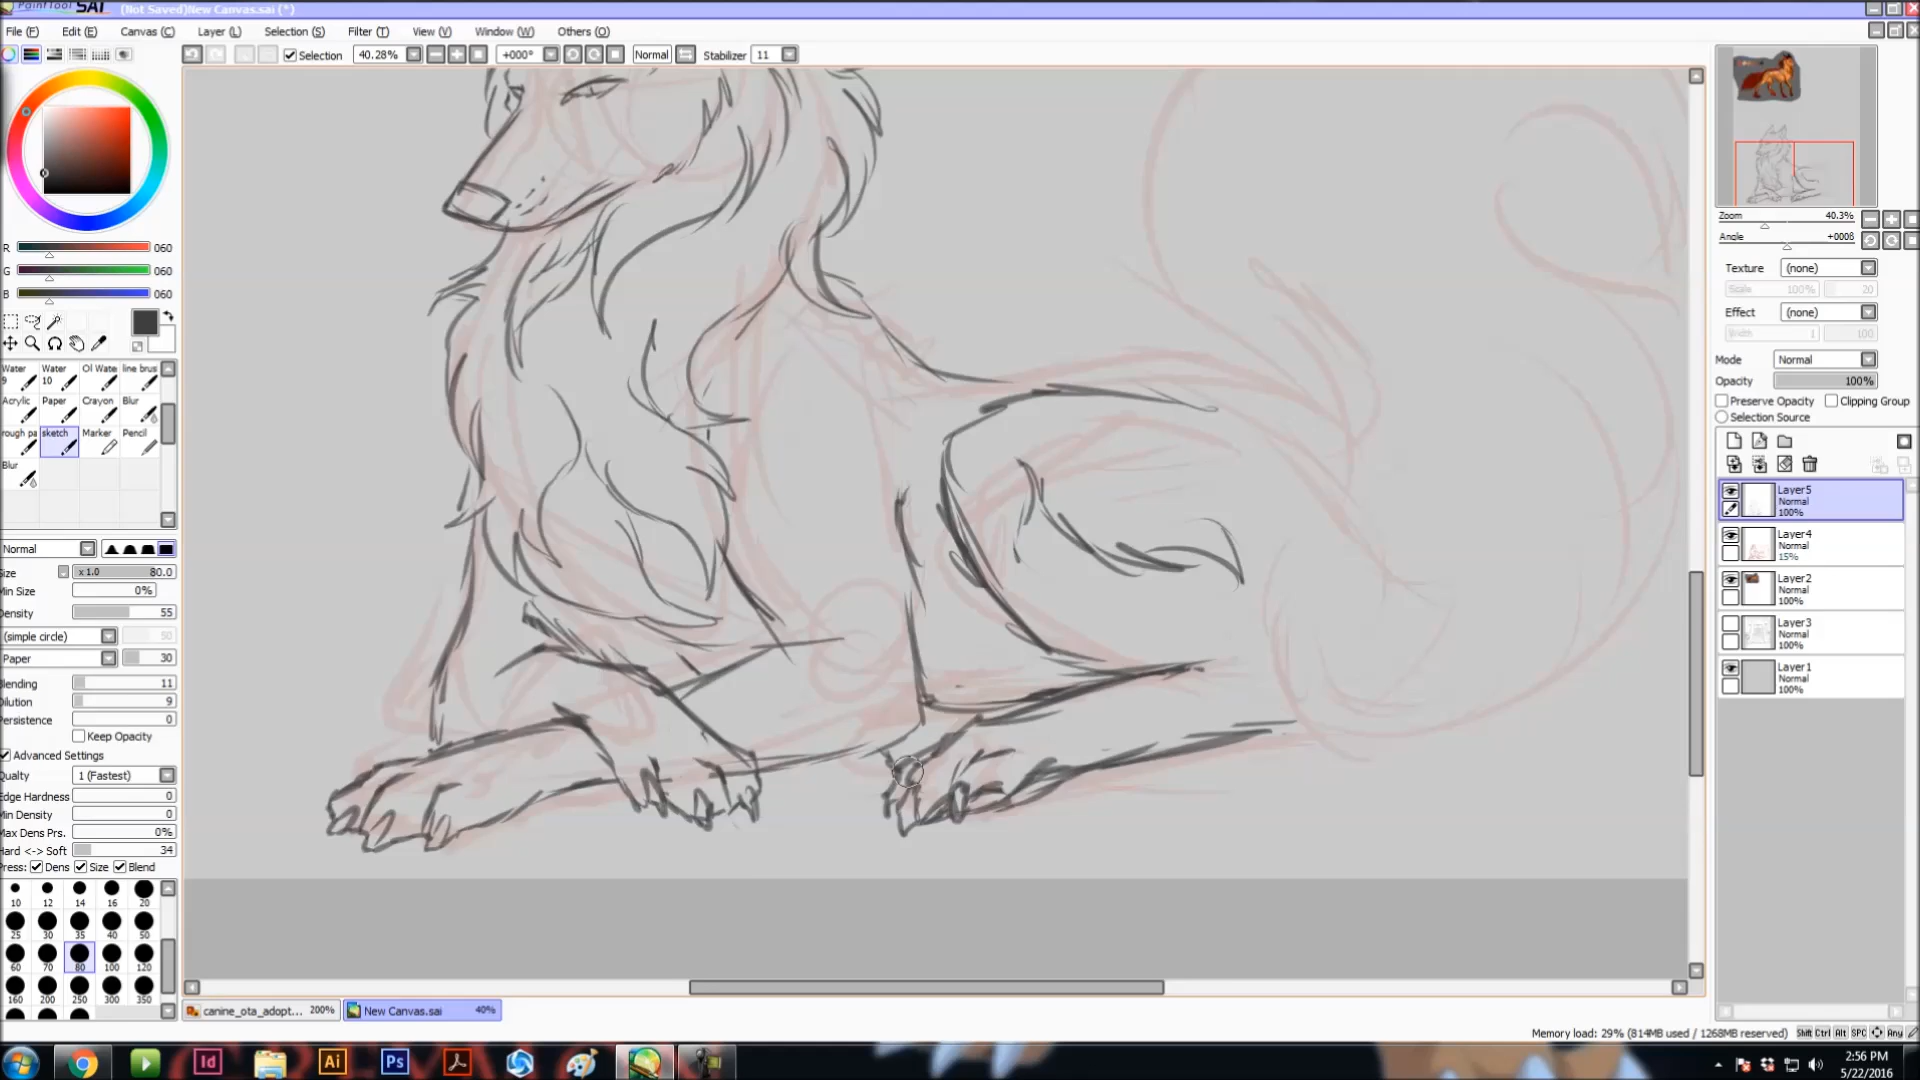 PaintTool SAI (Not Saved)New Canvas.sai (*)
File (F) Edit (E) Canvas (C) Layer (L) Selection (S) Filter (T) View (V) Window (W) Others (O)
Selection 40.28% +000° Normal Stabilizer 11
R 060
G 060
B 060
Water 9 Water 10 Ol Wate line brus
Acrylic Paper Crayon Blur
rough pa sketch Marker Pencil
Blur
Normal
Size x 1.0 80.0
Min Size 0%
Density 55
(simple circle) 50
Paper 30
Blending 11
Dilution 9
Persistence 0
Keep Opacity
Advanced Settings
Quality 1 (Fastest)
Edge Hardness 0
Min Density 0
Max Dens Prs. 0%
Hard <-> Soft 34
Press: Dens Size Blend
10 12 14 16 20
25 30 35 40 50
60 70 80 100 120
160 200 250 300 350
Zoom 40.3%
Angle +000°
Texture (none)
Scale 100% 20
Effect (none)
Width 1 100
Mode Normal
Opacity 100%
Preserve Opacity Clipping Group
Selection Source
Layer5
Normal
100%
Layer4
Normal
15%
Layer2
Normal
100%
Layer3
Normal
100%
Layer1
Normal
100%
canine_ota_adopt... 200% New Canvas.sai 40%
Memory load: 29% (814MB used / 1268MB reserved) Shift Ctrl Alt SPC Any
Id Ai Ps
2:56 PM
5/22/2016